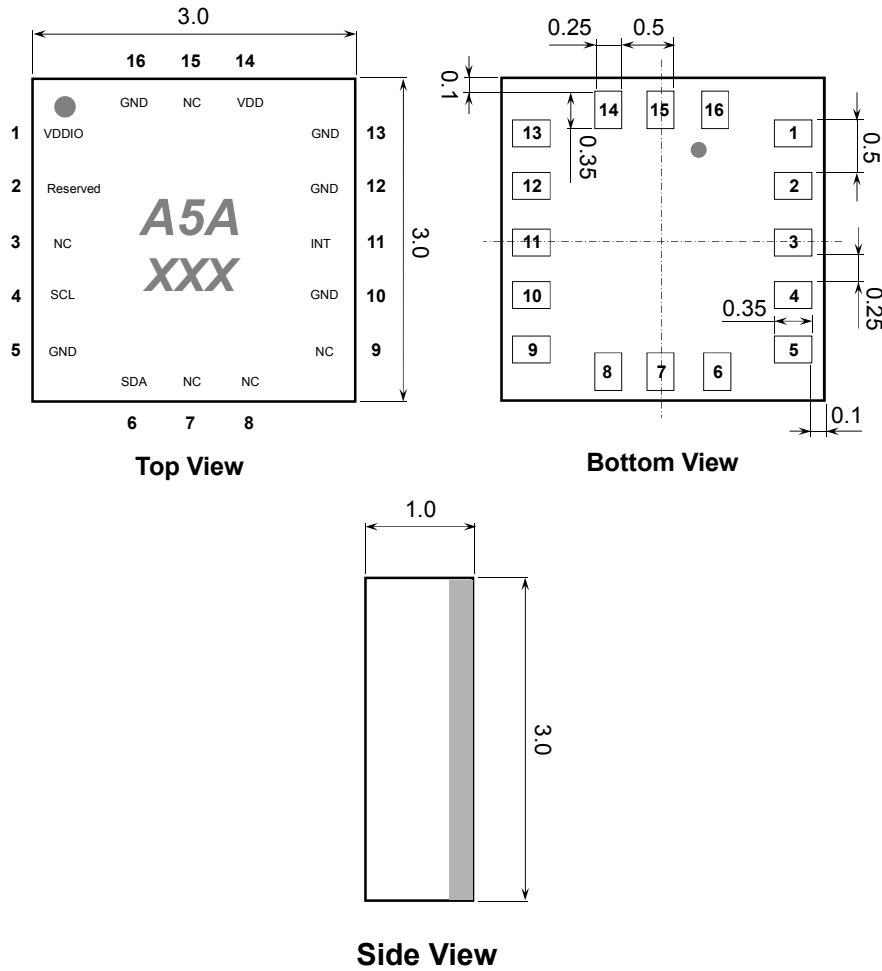 3.0
16 15 14
GND NC VDD
1 VDDIO GND 13
2 Reserved GND 12
A5A
3 NC INT 11
XXX
3.0
4 SCL GND 10
5 GND NC 9
SDA NC NC
6 7 8
Top View
0.25 0.5
0.1
14 15 16
13 1
0.35
0.5
12 2
11 3
10 4
0.35
0.25
9 5
8 7 6
0.1
Bottom View
1.0
3.0
Side View